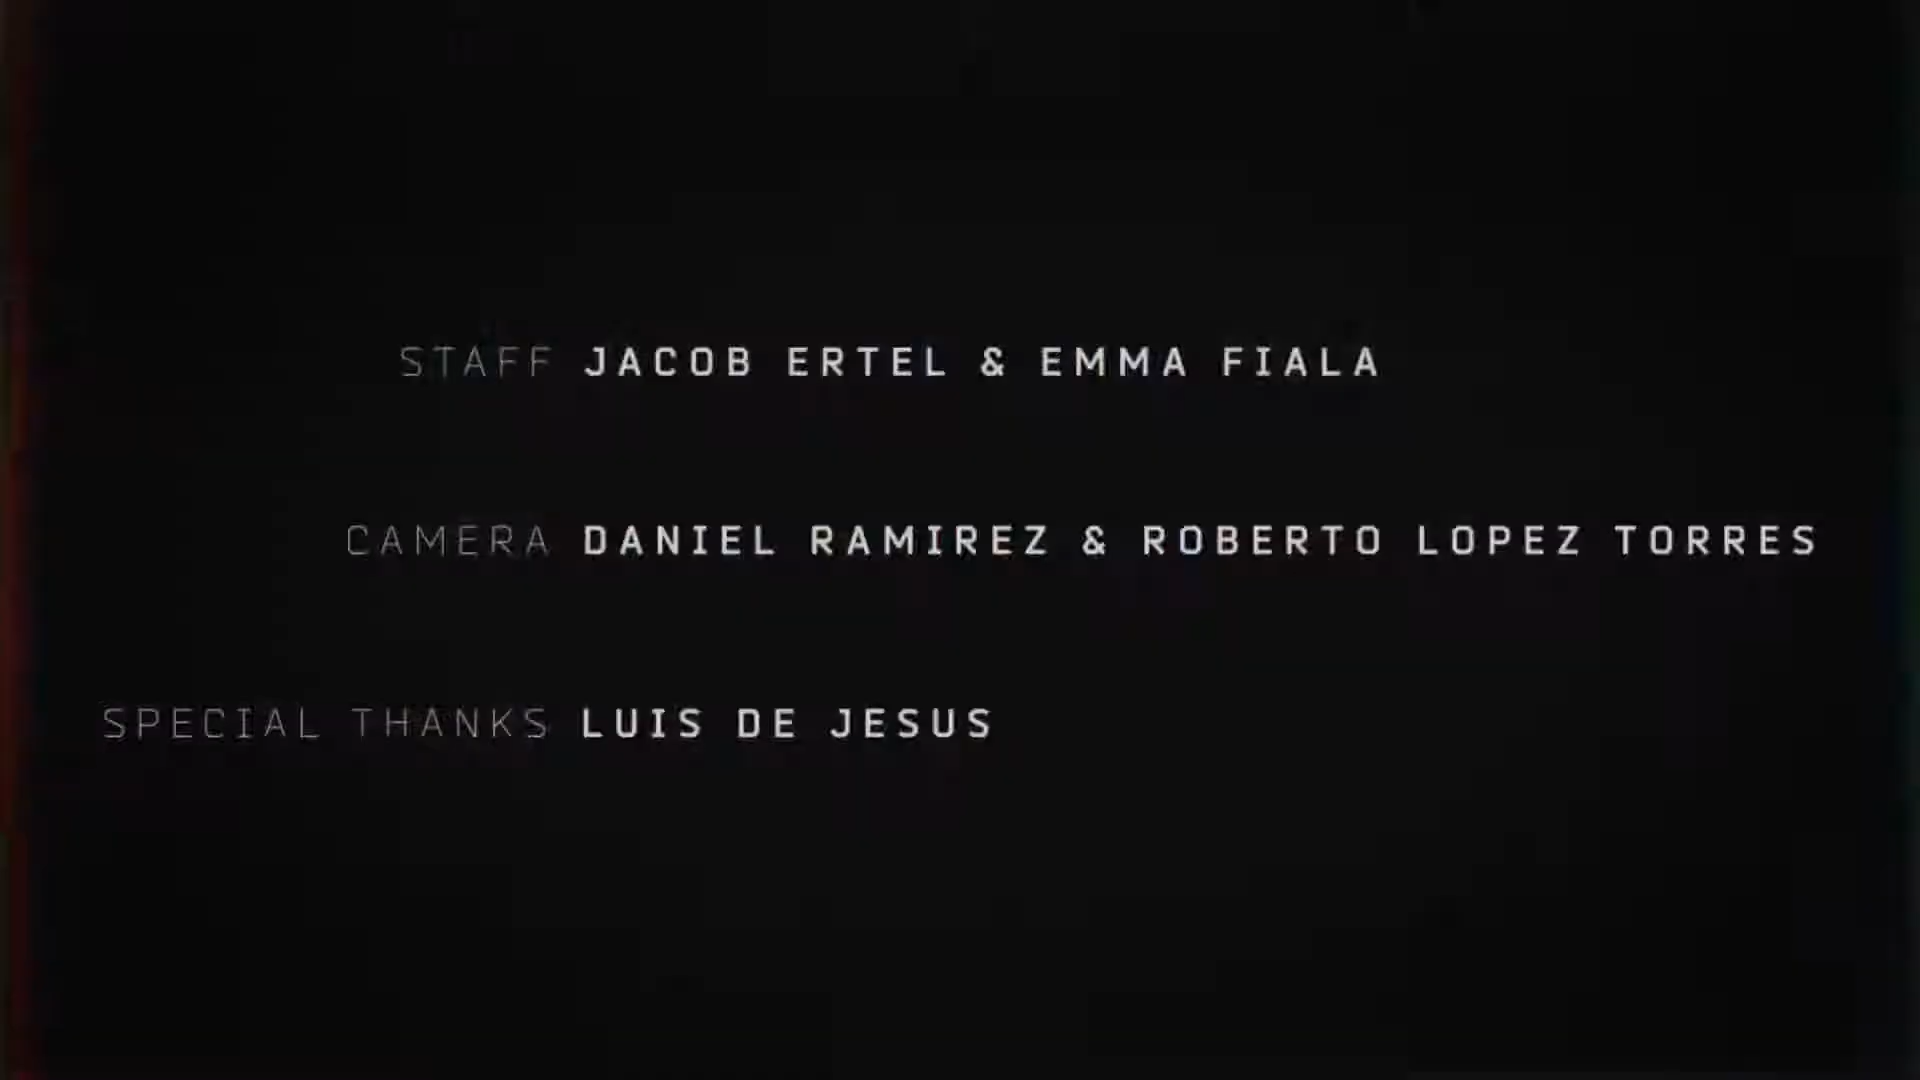 STAFF JACOB ERTEL & EMMA FIALA
CAMERA DANIEL RAMIREZ & ROBERTO LOPEZ TORRES
SPECIAL THANKS LUIS DE JESUS